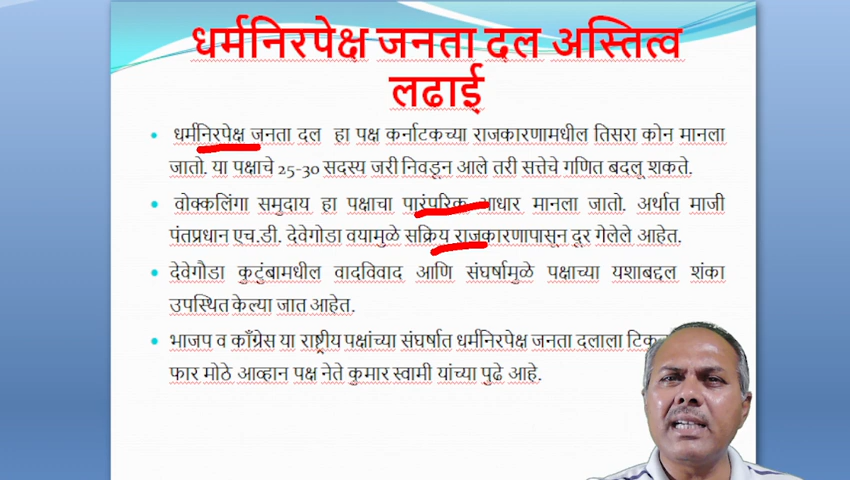 धर्मनिरपेक्ष जनता दल अस्तित्व
लढाई
धर्मनिरपेक्ष जनता दल हा पक्ष कर्नाटकच्या राजकारणामधील तिसरा कोन मानला
जातो. या पक्षाचे 25-30 सदस्य जरी निवडून आले तरी सत्तेचे गणित बदलू शकते.
वोक्कलिंगा समुदाय हा पक्षाचा पारंपरिक आधार मानला जातो. अर्थात माजी
पंतप्रधान एच.डी. देवेगोडा वयामुळे सक्रिय राजकारणापासून दूर गेलेले आहेत.
देवेगौडा कुटुंबामधील वादविवाद आणि संघर्षामुळे पक्षाच्या यशाबद्दल शंका
उपस्थित केल्या जात आहेत.
भाजप व काँग्रेस या राष्ट्रीय पक्षांच्या संघर्षात धर्मनिरपेक्ष जनता दलाला
फार मोठे आव्हान पक्ष नेते कुमार स्वामी यांच्या पुढे आहे.